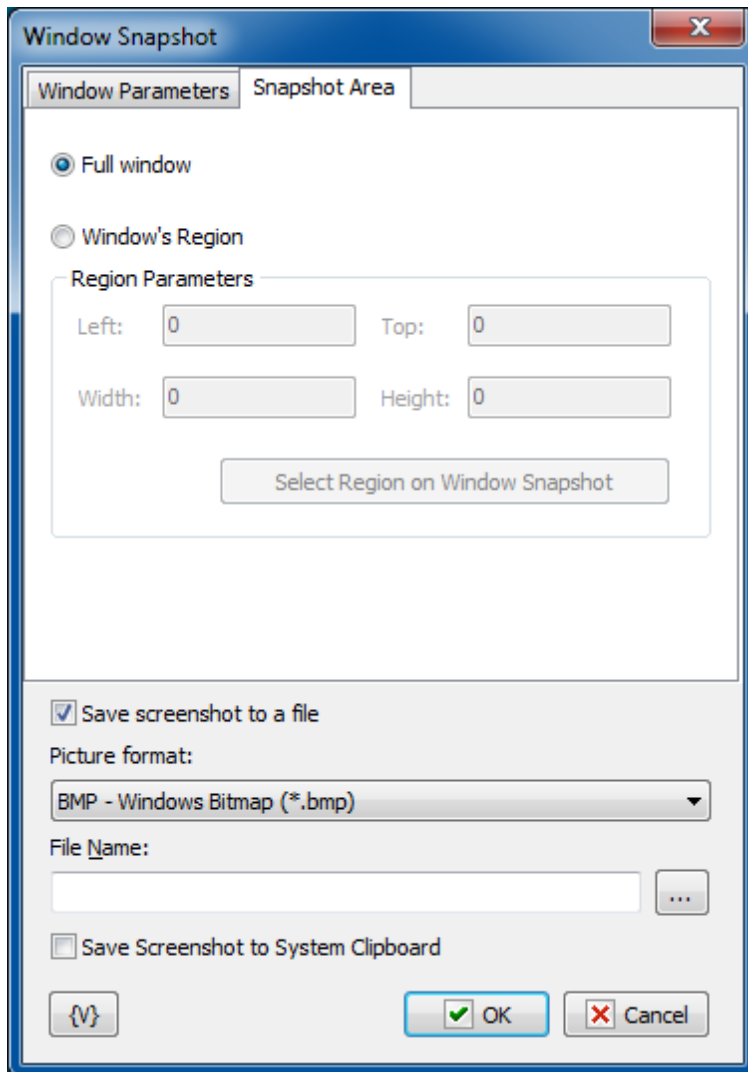 Window Snapshot
Window Parameters Snapshot Area
Full window
Window's Region
Region Parameters
Left: 0 Top: 0
Width: 0 Height: 0
Select Region on Window Snapshot
Save screenshot to a file
Picture format:
BMP - Windows Bitmap (*.bmp)
File Name:
...
Save Screenshot to System Clipboard
{V} OK Cancel